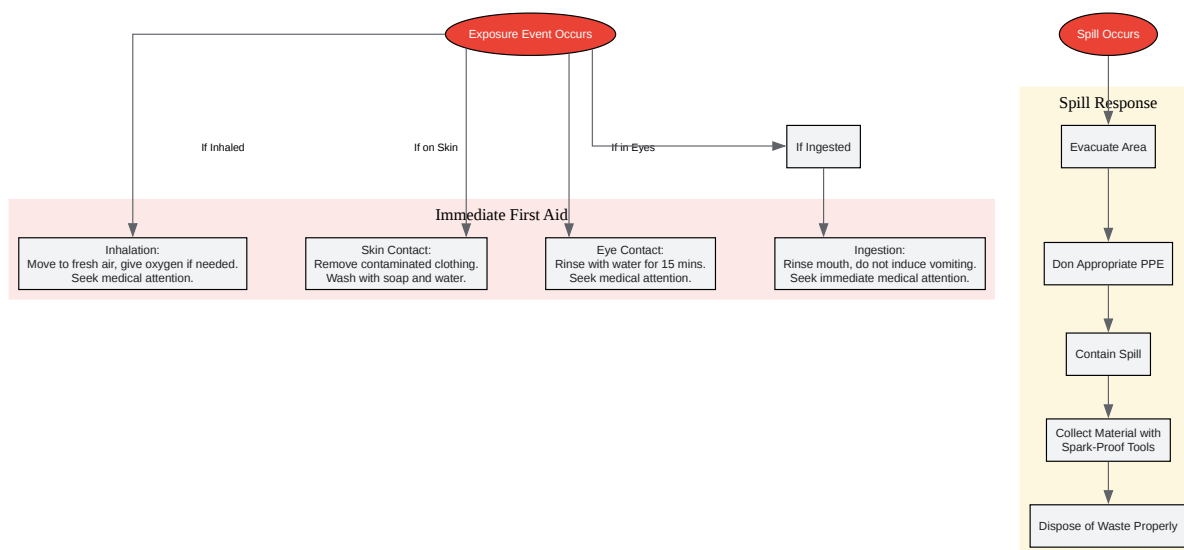 Exposure Event Occurs
Spill Occurs
Spill Response
If Inhaled
If on Skin
If in Eyes
If Ingested
Evacuate Area
Immediate First Aid
Inhalation:
Move to fresh air, give oxygen if needed.
Seek medical attention.
Skin Contact:
Remove contaminated clothing.
Wash with soap and water.
Eye Contact:
Rinse with water for 15 mins.
Seek medical attention.
Ingestion:
Rinse mouth, do not induce vomiting.
Seek immediate medical attention.
Don Appropriate PPE
Contain Spill
Collect Material with
Spark-Proof Tools
Dispose of Waste Properly